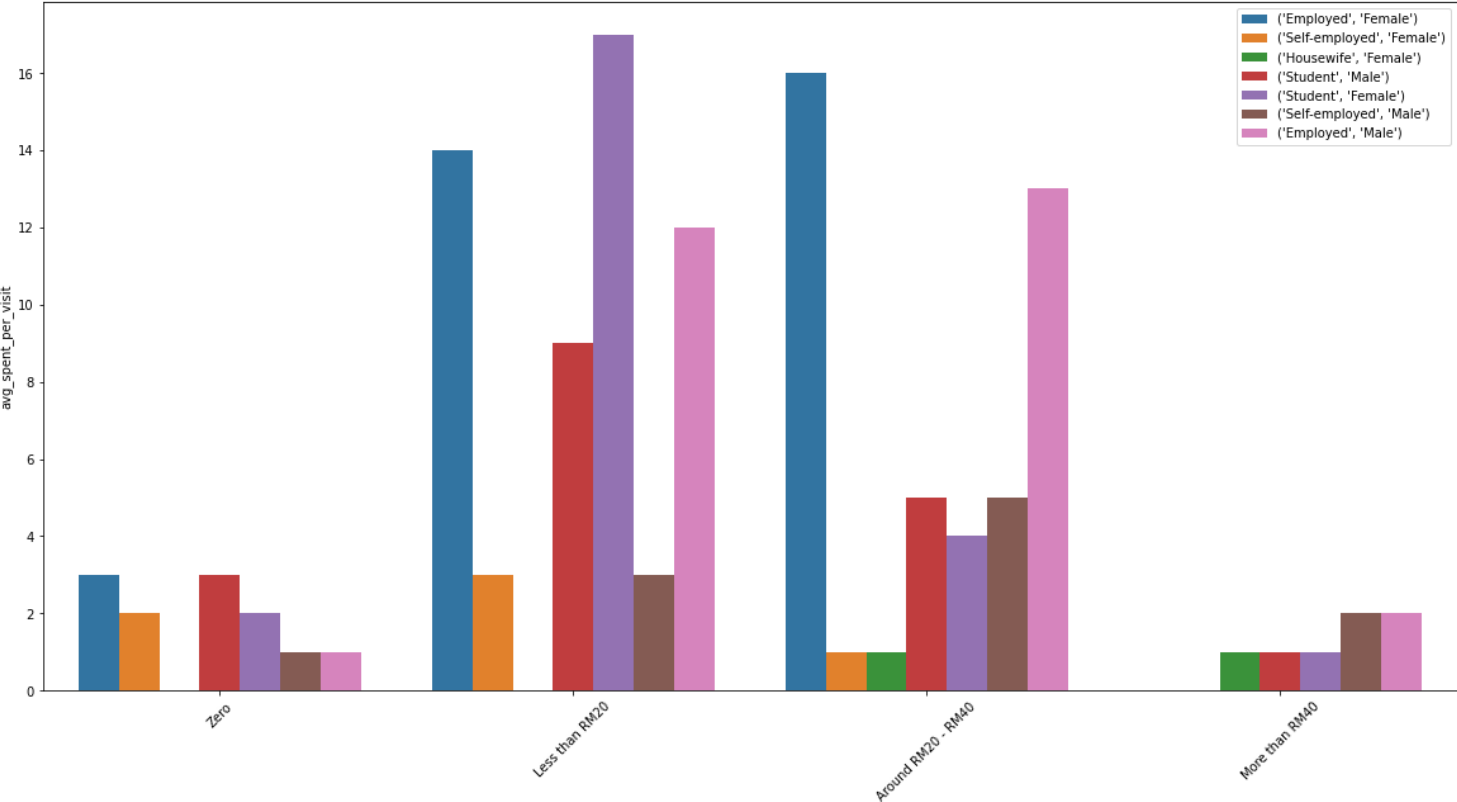 ('Employed', 'Female')
('Self-employed', 'Female')
('Housewife', 'Female')
('Student', 'Male')
('Student', 'Female')
('Self-employed', 'Male')
('Employed', 'Male')
avg_spent_per_visit
16
14
12
10
8
6
4
2
0
Zero
Less than RM20
Around RM20 - RM40
More than RM40